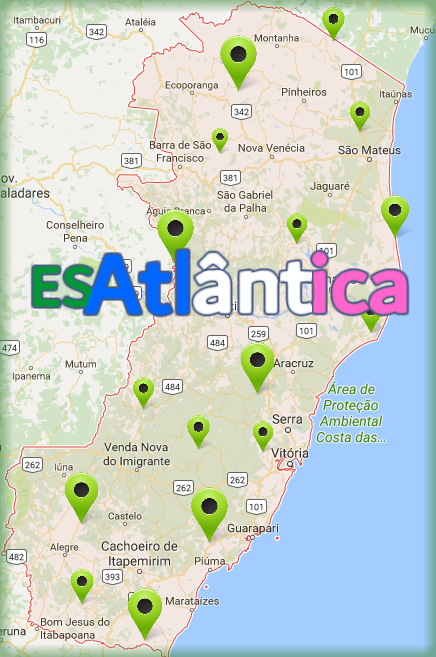 Itambacuri
Ataléia
116
342
Montanha
Mucu
101
Ecoporanga
Pinheiros
Itaúnas
342
381
Barra de São
Francisco
Nova Venécia
São Mateus
ov.
aladares
381
Jaguaré
São Gabriel
da Palha
Águia Branca
Conselheiro
Pena
101
ESAtlântica
474
484
259
101
Ipanema
Mutum
484
Aracruz
Área de
Proteção
Ambiental
Costa das...
Serra
Vitória
Venda Nova
do Imigrante
262
Iúna
262
262
262
101
Castelo
Guarapari
482
Alegre
Cachoeiro de
Itapemirim
393
Piúma
Marataízes
Bom Jesus do
Itabapoana
eruna